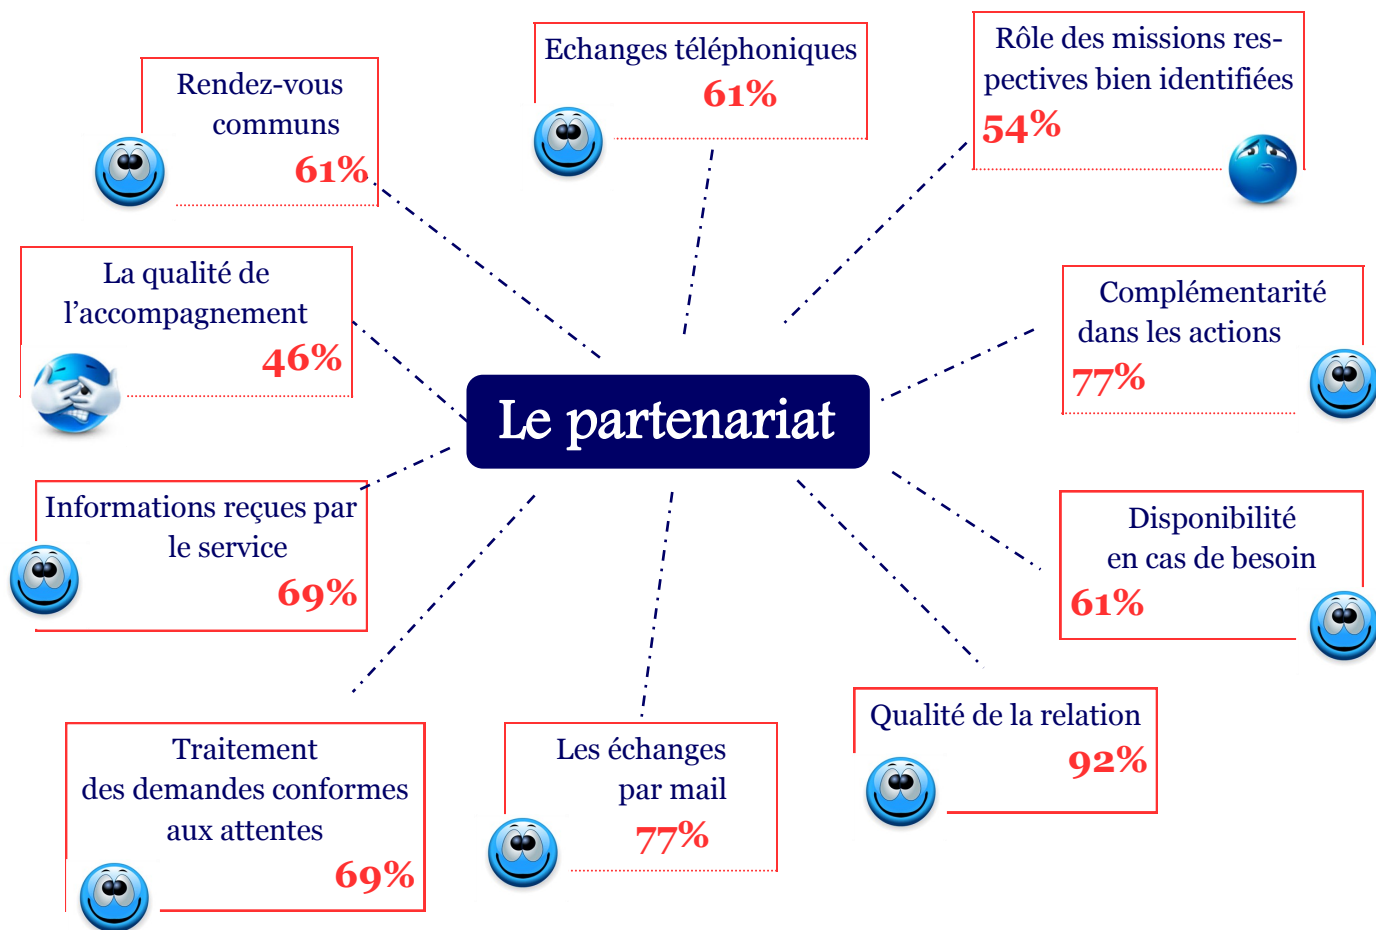 Rendez-vous
communs
61%
Echanges téléphoniques
61%
Rôle des missions res-
pectives bien identifiées
54%
La qualité de
l’accompagnement
46%
Complémentarité
dans les actions
77%
Le partenariat
Informations reçues par
le service
69%
Disponibilité
en cas de besoin
61%
Traitement
des demandes conformes
aux attentes
69%
Les échanges
par mail
77%
Qualité de la relation
92%